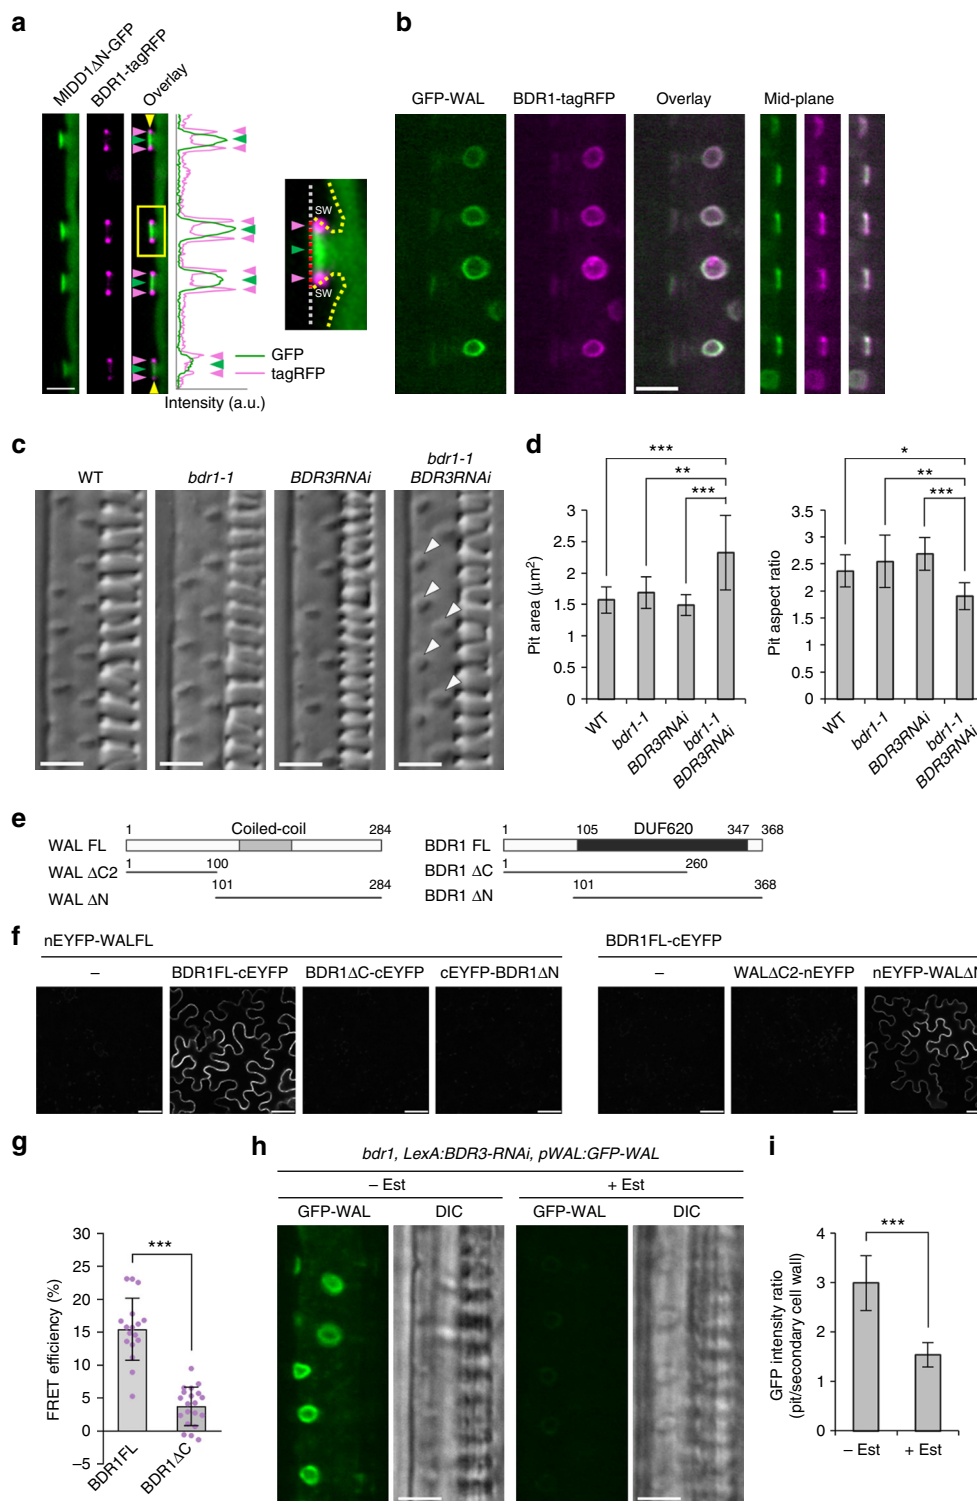 a
MIDD1ΔN-GFP
BDR1-tagRFP
Overlay
SW
SW
GFP
tagRFP
Intensity (a.u.)
b
GFP-WAL BDR1-tagRFP Overlay Mid-plane
c
WT bdr1-1 BDR3RNAi bdr1-1 BDR3RNAi
d
***
**
***
3
2.5
2
1.5
1
0.5
0
Pit area (μm2)
WT
bdr1-1
BDR3RNAi
bdr1-1 BDR3RNAi
*
**
***
3.5
3
2.5
2
1.5
1
0.5
0
Pit aspect ratio
WT
bdr1-1
BDR3RNAi
bdr1-1 BDR3RNAi
e
1 Coiled-coil 284
WAL FL
1 100
WAL ΔC2
101 284
WAL ΔN
1 105 DUF620 347 368
BDR1 FL
1 260
BDR1 ΔC
101 368
BDR1 ΔN
f
nEYFP-WALFL
– BDR1FL-cEYFP BDR1ΔC-cEYFP cEYFP-BDR1ΔN
BDR1FL-cEYFP
– WALΔC2-nEYFP nEYFP-WALΔN
g
***
30
25
20
15
10
5
0
–5
FRET efficiency (%)
BDR1FL
BDR1ΔC
h
bdr1, LexA:BDR3-RNAi, pWAL:GFP-WAL
– Est + Est
GFP-WAL DIC GFP-WAL DIC
i
***
4
3
2
1
0
GFP intensity ratio
(pit/secondary cell wall)
– Est + Est